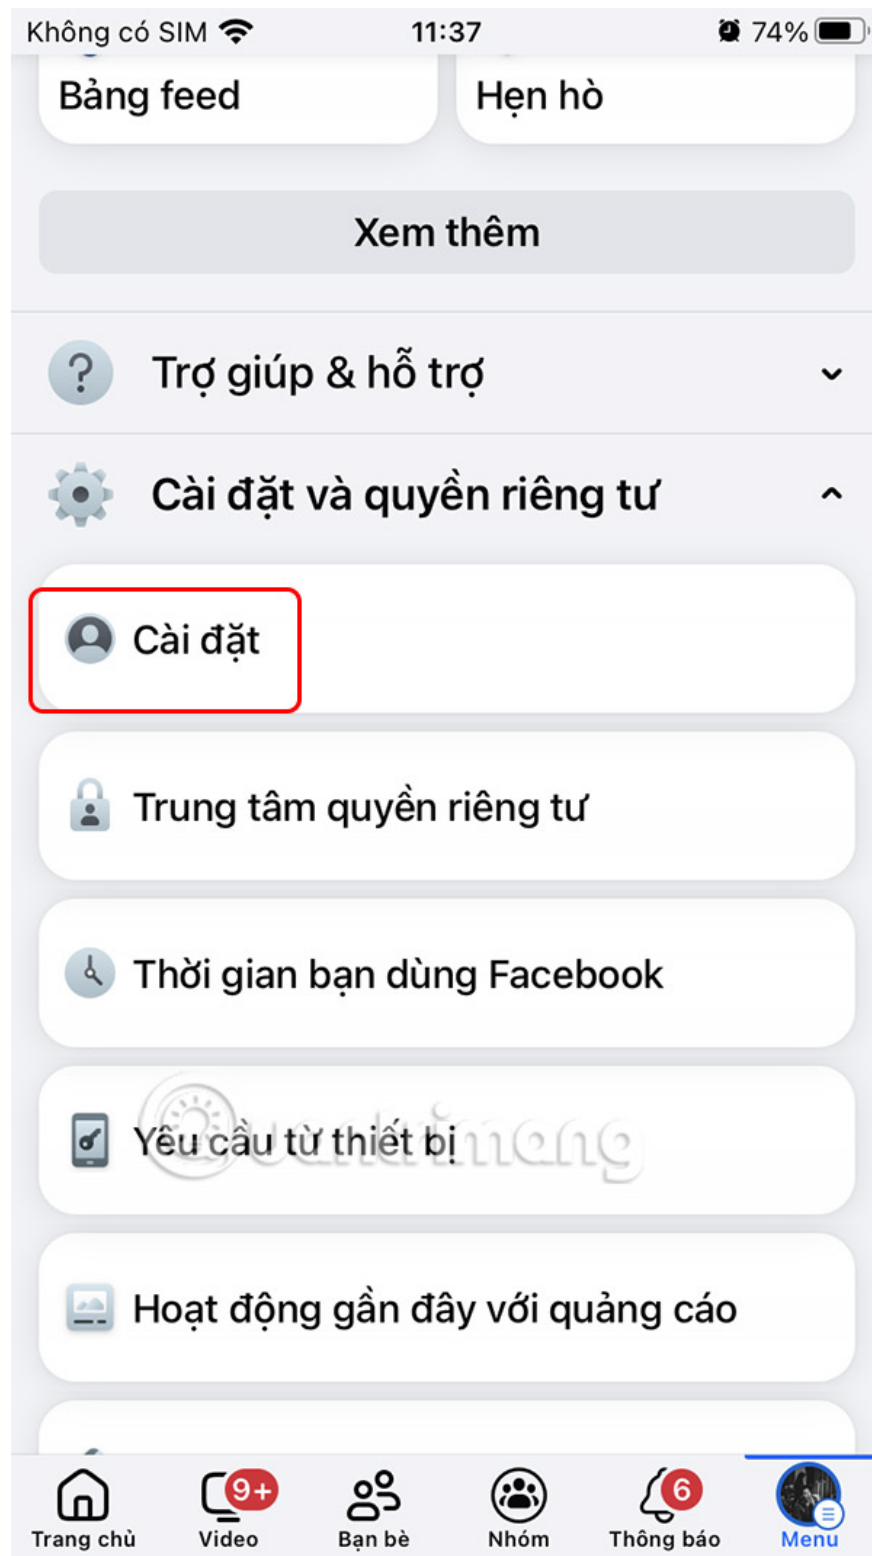 Không có SIM 11:37 74%
Bảng feed Hẹn hò
Xem thêm
Trợ giúp & hỗ trợ
Cài đặt và quyền riêng tư
Cài đặt
Trung tâm quyền riêng tư
Thời gian bạn dùng Facebook
Yêu cầu từ thiết bị
Quantrimang
Hoạt động gần đây với quảng cáo
9+ 6
Trang chủ Video Bạn bè Nhóm Thông báo Menu